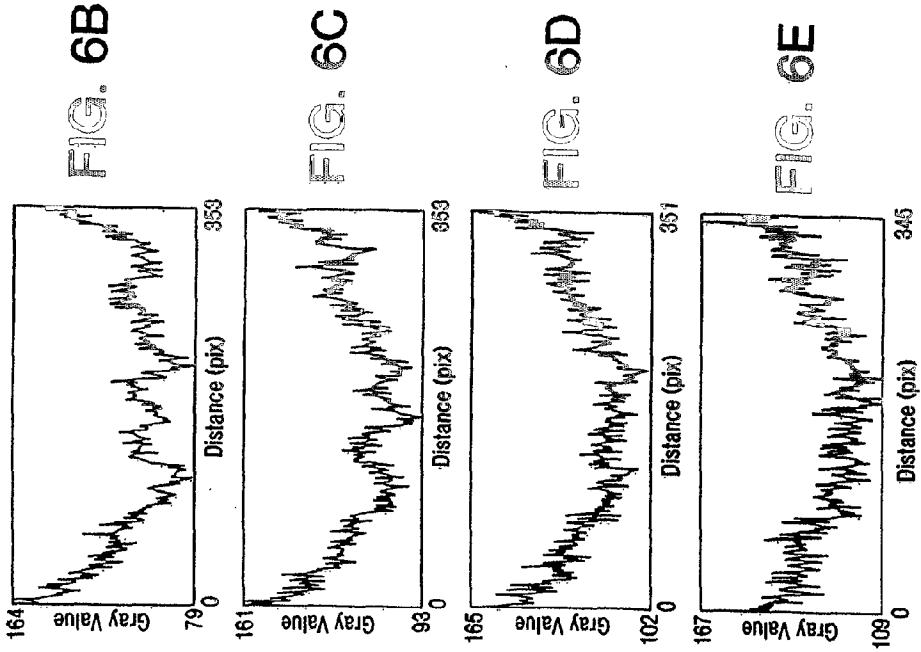 164
Gray Value
79
0
Distance (pix)
353
FIG. 6B
161
Gray Value
93
0
Distance (pix)
353
FIG. 6C
165
Gray Value
102
0
Distance (pix)
351
FIG. 6D
167
Gray Value
109
0
Distance (pix)
345
FIG. 6E